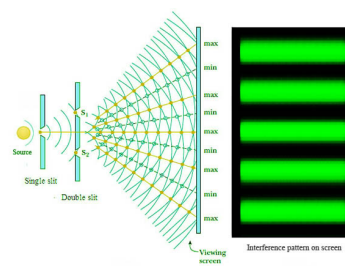 max
min
S1
max
min
max
Source
S2
min
Single slit
max
Double slit
min
max
Viewing
screen
Interference pattern on screen